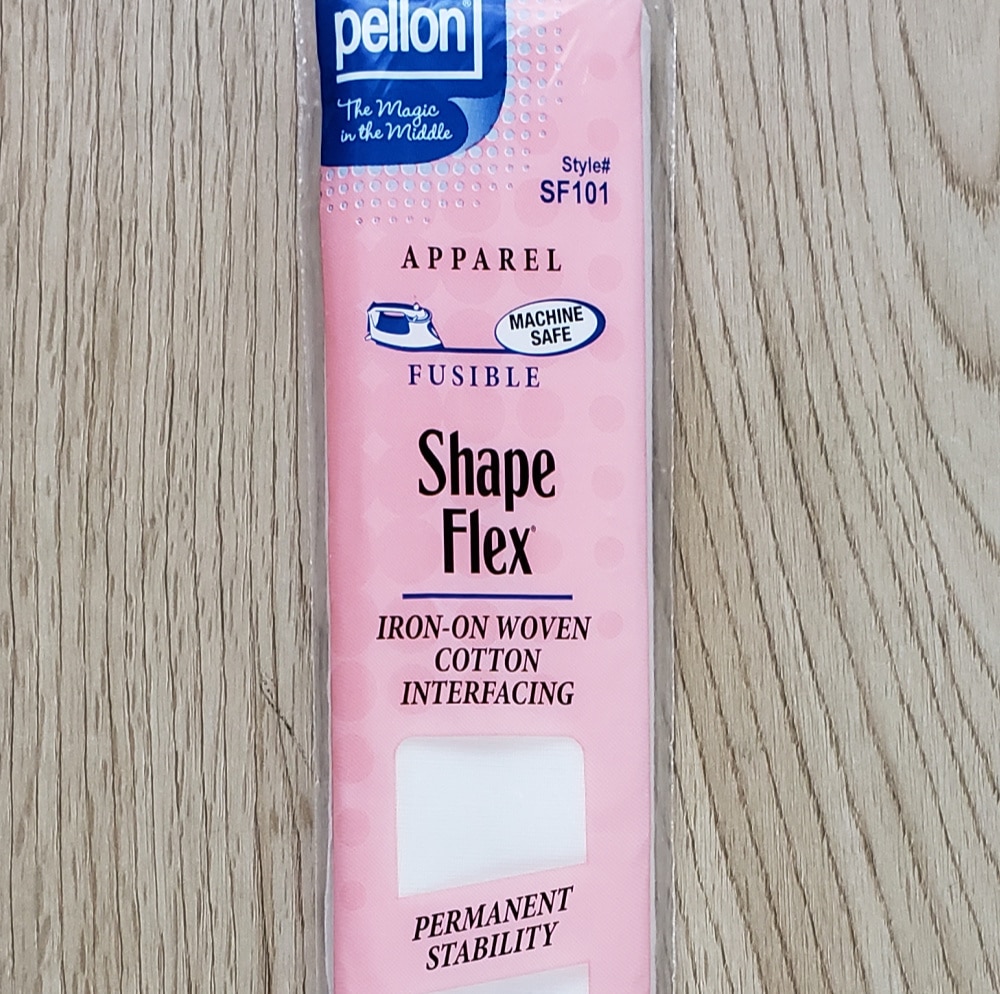 pellon®
The Magic
in the Middle
Style#
SF101
APPAREL
MACHINE
SAFE
FUSIBLE
Shape
Flex®
IRON-ON WOVEN
COTTON
INTERFACING
PERMANENT
STABILITY